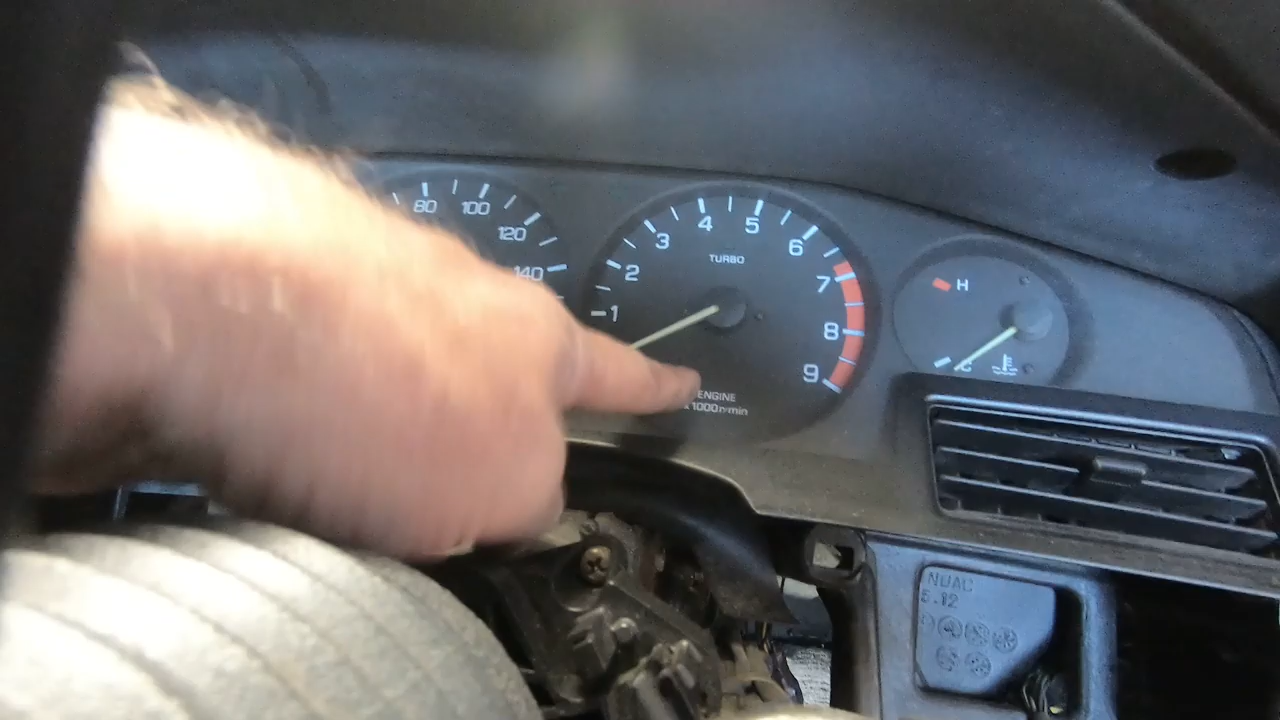 80 100
120
140
1 2 3 4 5 6 7 8 9
TURBO
ENGINE
x1000r/min
H
C
NUAC
5.12